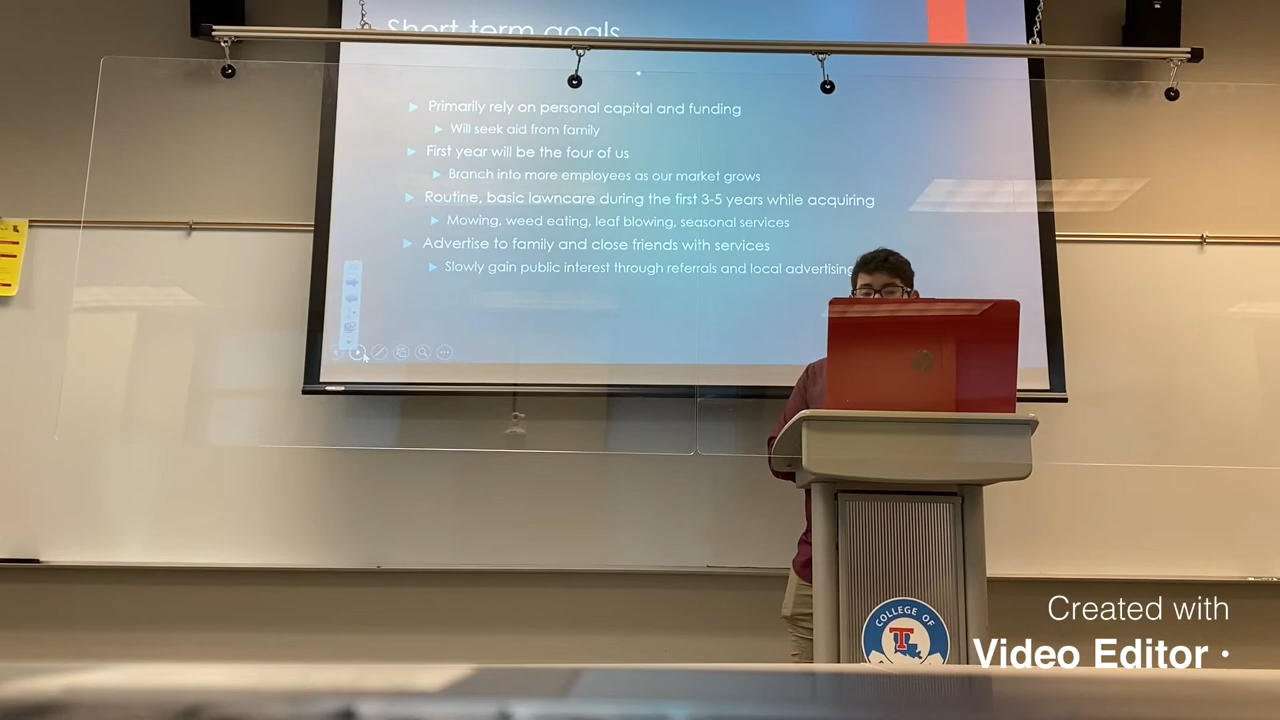 Short term goals
Primarily rely on personal capital and funding
Will seek aid from family
First year will be the four of us
Branch into more employees as our market grows
Routine, basic lawncare during the first 3-5 years while acquiring
Mowing, weed eating, leaf blowing, seasonal services
Advertise to family and close friends with services
Slowly gain public interest through referrals and local advertising
COLLEGE OF
T
Created with
Video Editor